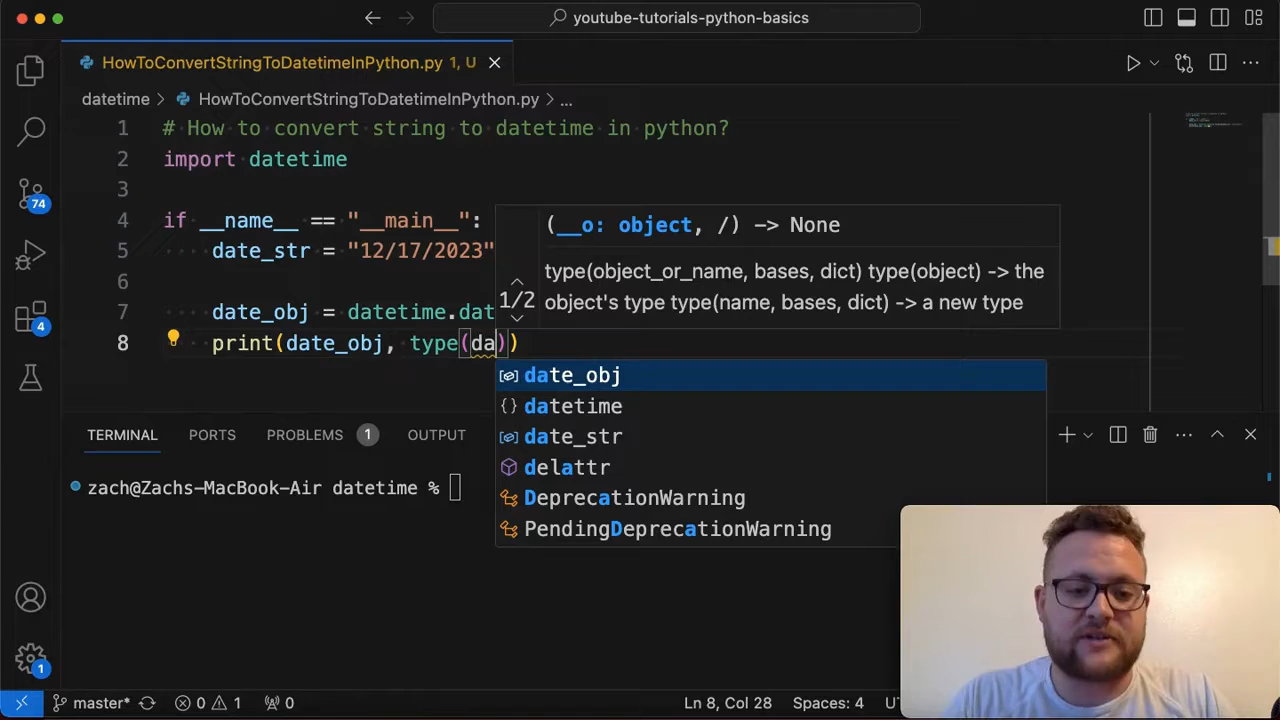 youtube-tutorials-python-basics
HowToConvertStringToDatetimeInPython.py 1, U
datetime > HowToConvertStringToDatetimeInPython.py > ...
1 # How to convert string to datetime in python?
2 import datetime
3
4 if __name__ == "__main__":
5 date_str = "12/17/2023"
6
7 date_obj = datetime.dat
8 print(date_obj, type(da))
(__o: object, /) -> None
type(object_or_name, bases, dict) type(object) -> the
object's type type(name, bases, dict) -> a new type
1/2
date_obj
datetime
date_str
delattr
DeprecationWarning
PendingDeprecationWarning
74
4
1
TERMINAL PORTS PROBLEMS 1 OUTPUT
zach@Zachs-MacBook-Air datetime %
master* 0 1 0 Ln 8, Col 28 Spaces: 4